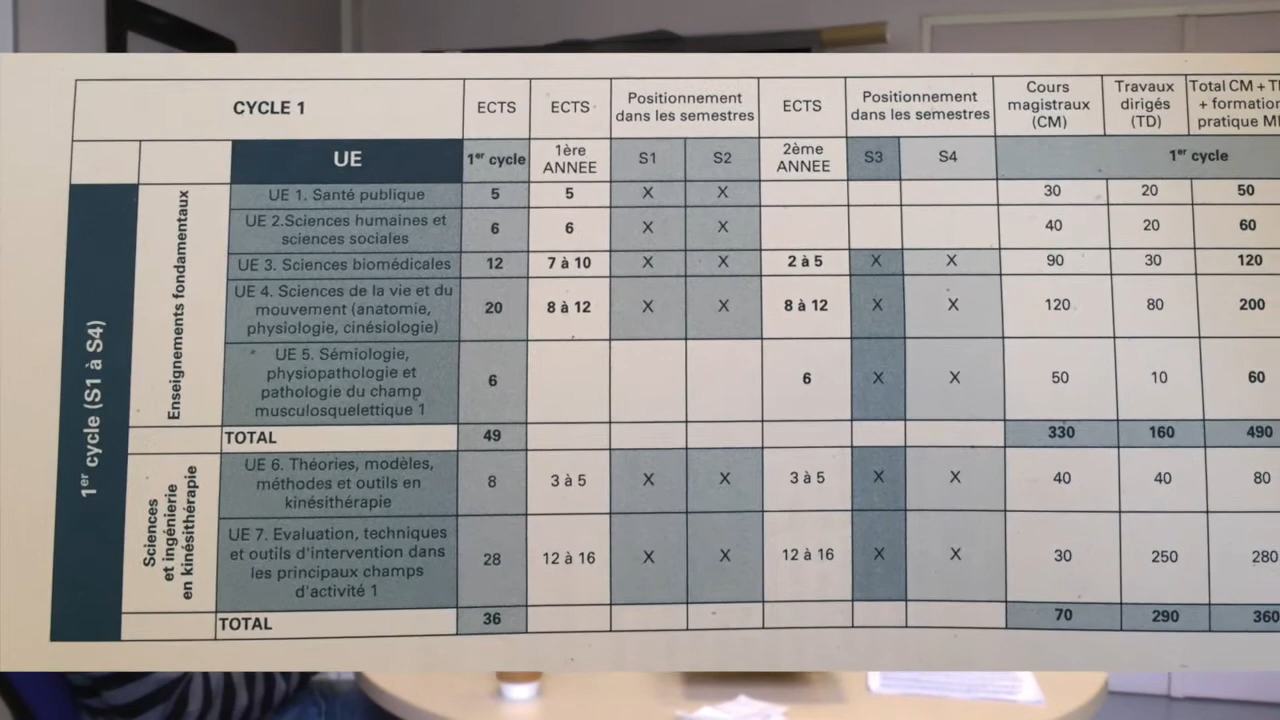 CYCLE 1 ECTS ECTS Positionnement dans les semestres ECTS Positionnement dans les semestres Cours magistraux (CM) Travaux dirigés (TD) Total CM + + formation pratique
UE 1er cycle 1ère ANNEE S1 S2 2ème ANNEE S3 S4 1er cycle
1er cycle (S1 à S4)
Enseignements fondamentaux
UE 1. Santé publique 5 5 X X 30 20 50
UE 2.Sciences humaines et
sciences sociales 6 6 X X 40 20 60
UE 3. Sciences biomédicales 12 7 à 10 X X 2 à 5 X X 90 30 120
UE 4. Sciences de la vie et du
mouvement (anatomie,
physiologie, cinésiologie) 20 8 à 12 X X 8 à 12 X X 120 80 200
UE 5. Sémiologie,
physiopathologie et
pathologie du champ
musculosquelettique 1 6 6 X X 50 10 60
TOTAL 49 330 160 490
Sciences
et ingénierie
en kinésithérapie
UE 6. Théories, modèles,
méthodes et outils en
kinésithérapie 8 3 à 5 X X 3 à 5 X X 40 40 80
UE 7. Evaluation, techniques
et outils d'intervention dans
les principaux champs
d'activité 1 28 12 à 16 X X 12 à 16 X X 30 250 280
TOTAL 36 70 290 360